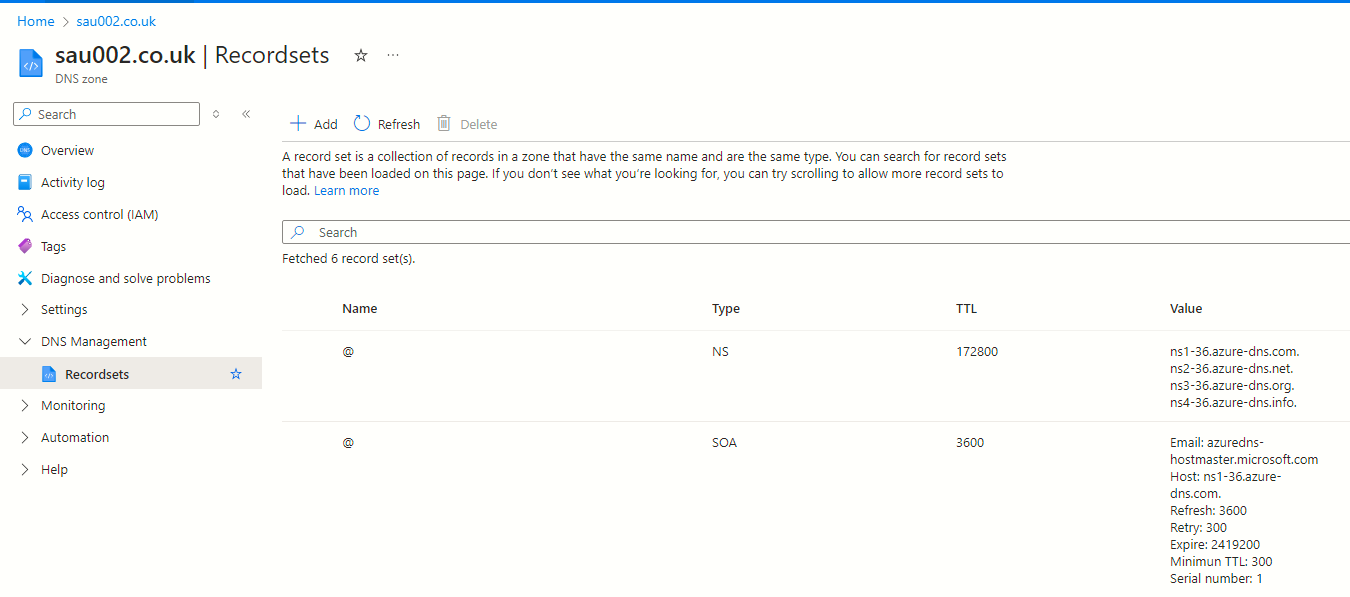 Home > sau002.co.uk
sau002.co.uk | Recordsets
DNS zone
Search
Overview
Activity log
Access control (IAM)
Tags
Diagnose and solve problems
Settings
DNS Management
Recordsets
Monitoring
Automation
Help
Add Refresh Delete
A record set is a collection of records in a zone that have the same name and are the same type. You can search for record sets
that have been loaded on this page. If you don't see what you're looking for, you can try scrolling to allow more record sets to
load. Learn more
Search
Fetched 6 record set(s).
Name Type TTL Value
@ NS 172800 ns1-36.azure-dns.com.
ns2-36.azure-dns.net.
ns3-36.azure-dns.org.
ns4-36.azure-dns.info.
@ SOA 3600 Email: azuredns-
hostmaster.microsoft.com
Host: ns1-36.azure-
dns.com.
Refresh: 3600
Retry: 300
Expire: 2419200
Minimun TTL: 300
Serial number: 1